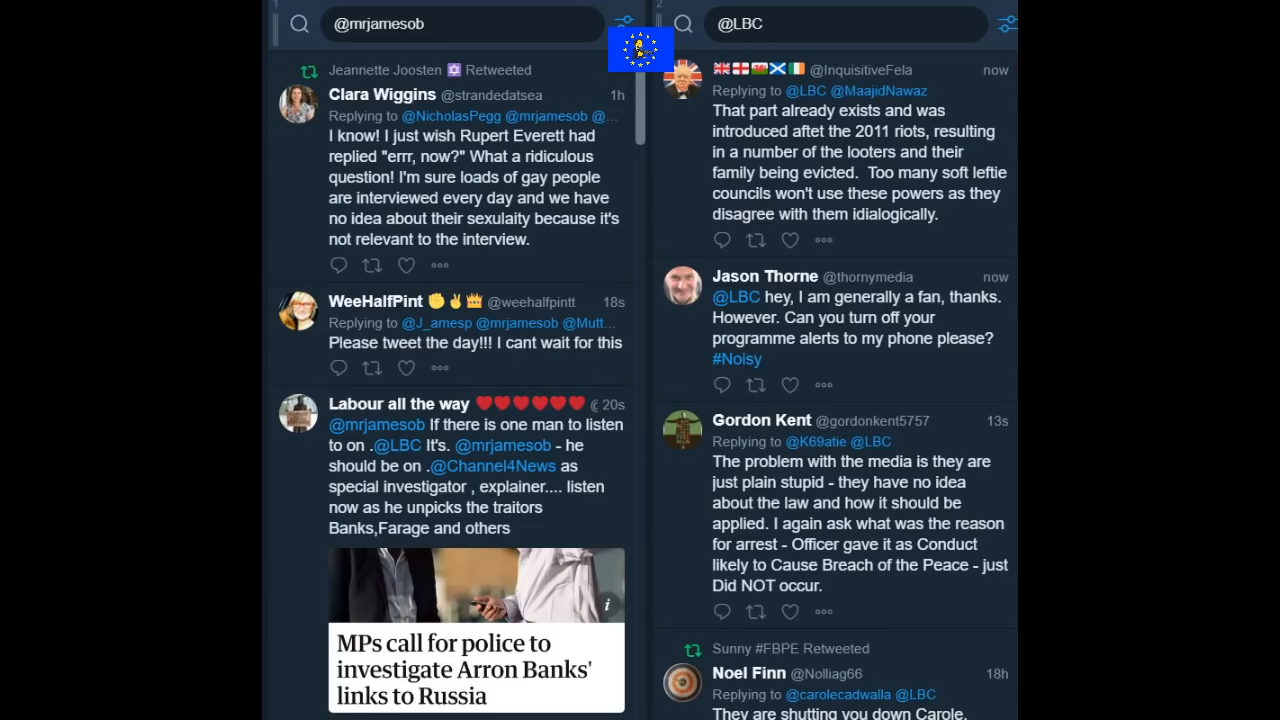 1
@mrjamesob
Jeannette Joosten Retweeted
Clara Wiggins @strandedatsea 1h
Replying to @NicholasPegg @mrjamesob @...
I know! I just wish Rupert Everett had
replied "errr, now?" What a ridiculous
question! I'm sure loads of gay people
are interviewed every day and we have
no idea about their sexulaity because it's
not relevant to the interview.
WeeHalfPint ✊✌👑 @weehalfpintt 18s
Replying to @J_amesp @mrjamesob @Mutt...
Please tweet the day!!! I cant wait for this
Labour all the way ❤❤❤❤❤❤ @ 20s
@mrjamesob If there is one man to listen
to on .@LBC It's. @mrjamesob - he
should be on .@Channel4News as
special investigator , explainer.... listen
now as he unpicks the traitors
Banks,Farage and others
i
MPs call for police to
investigate Arron Banks'
links to Russia
2
@LBC
@InquisitiveFela now
Replying to @LBC @MaajidNawaz
That part already exists and was
introduced aftet the 2011 riots, resulting
in a number of the looters and their
family being evicted. Too many soft leftie
councils won't use these powers as they
disagree with them idialogically.
Jason Thorne @thornymedia now
@LBC hey, I am generally a fan, thanks.
However. Can you turn off your
programme alerts to my phone please?
#Noisy
Gordon Kent @gordonkent5757 13s
Replying to @K69atie @LBC
The problem with the media is they are
just plain stupid - they have no idea
about the law and how it should be
applied. I again ask what was the reason
for arrest - Officer gave it as Conduct
likely to Cause Breach of the Peace - just
Did NOT occur.
Sunny #FBPE Retweeted
Noel Finn @Nolliag66 18h
Replying to @carolecadwalla @LBC
They are shutting you down Carole.